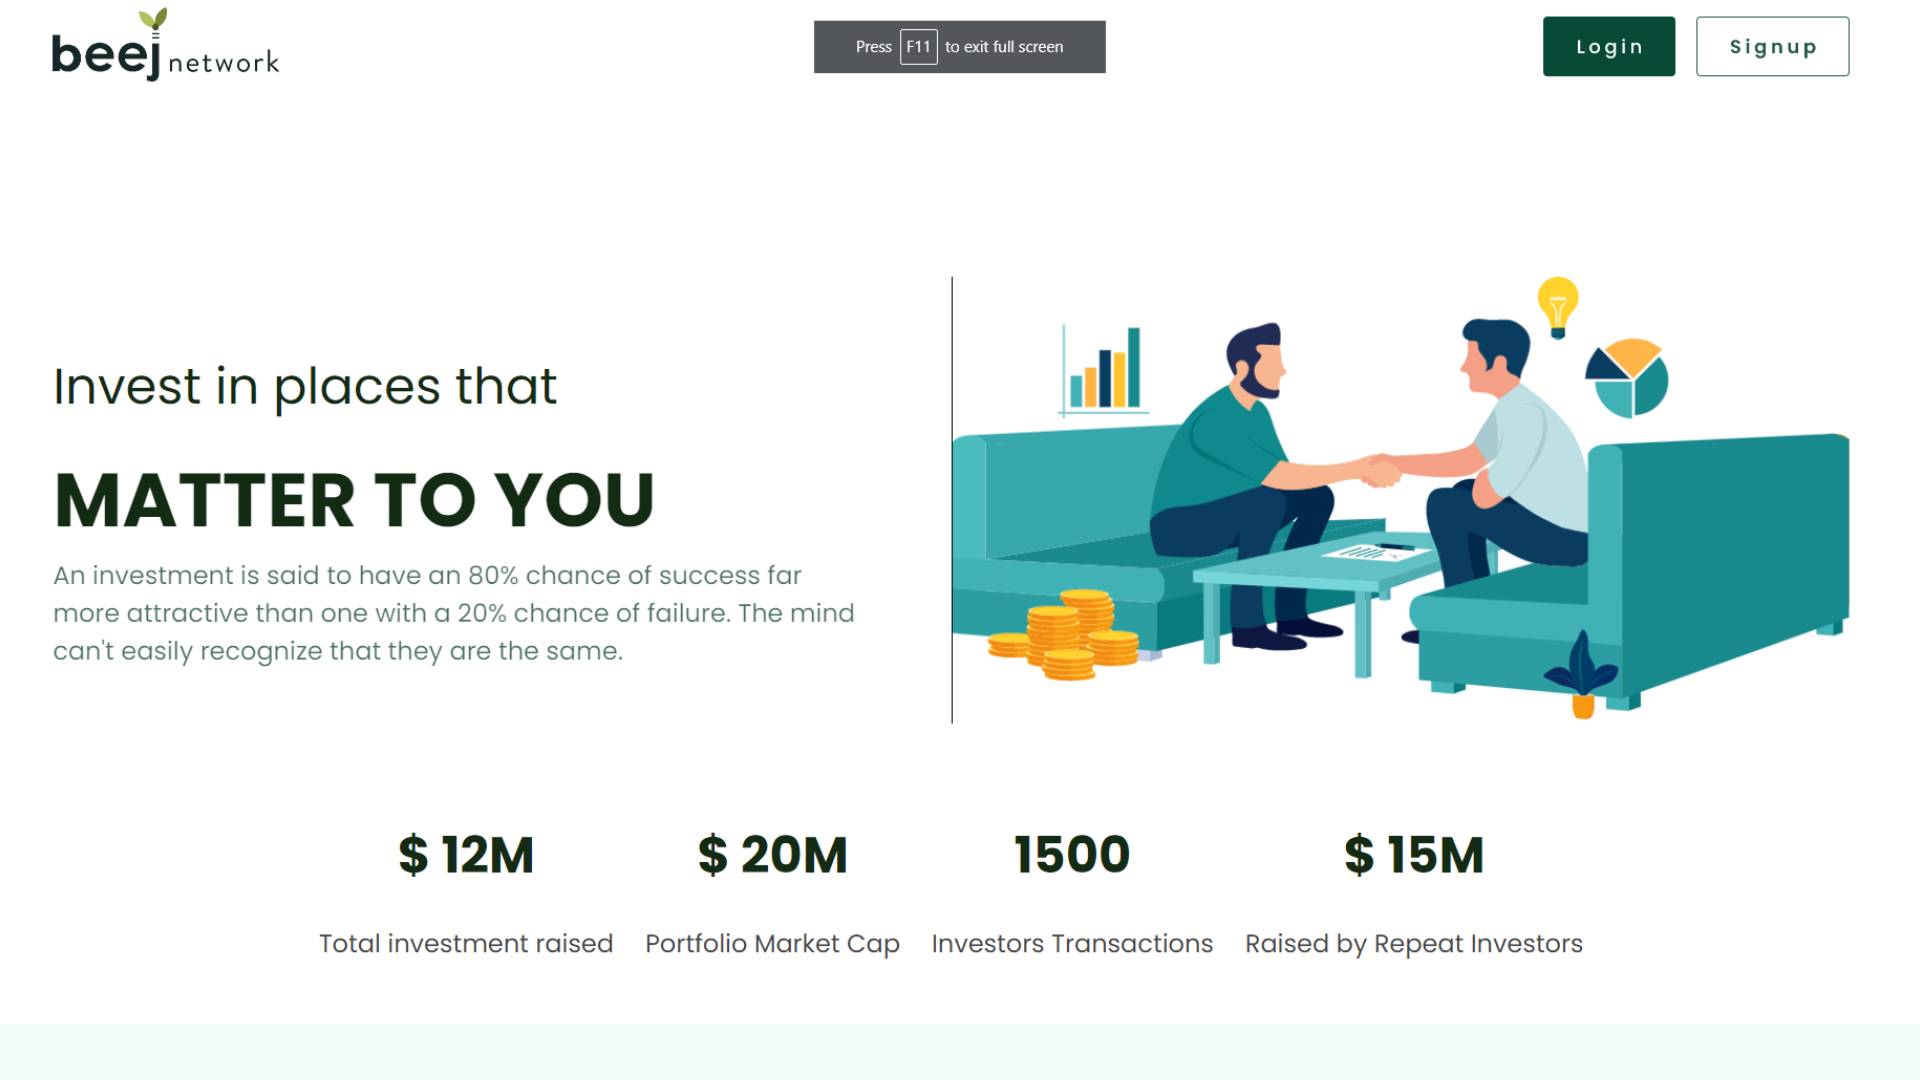 beej network
Press F11 to exit full screen
Login
Signup
Invest in places that
MATTER TO YOU
An investment is said to have an 80% chance of success far
more attractive than one with a 20% chance of failure. The mind
can't easily recognize that they are the same.
$ 12M
Total investment raised
$ 20M
Portfolio Market Cap
1500
Investors Transactions
$ 15M
Raised by Repeat Investors